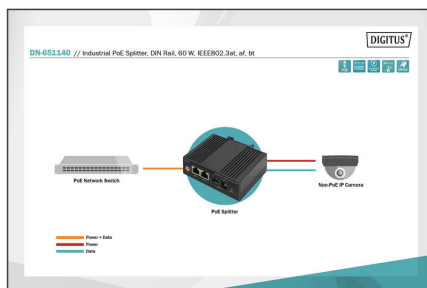 DIGITUS®
DN-651140 // Industrial PoE Splitter, DIN Rail, 60 W, IEEE802.3at, af, bt
PoE Network Switch
PoE Splitter
Non-PoE IP Camera
Power + Data
Power
Data